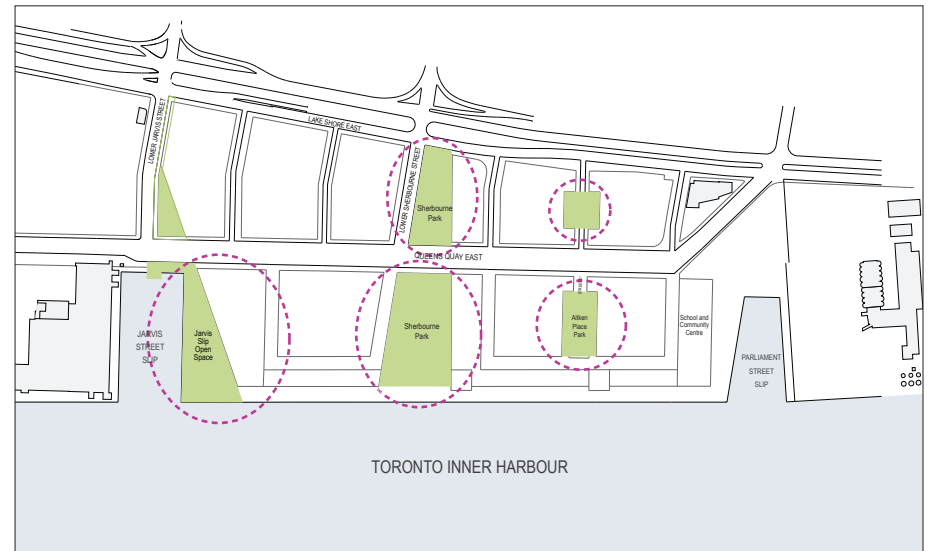 LAKE SHORE EAST
LOWER JARVIS STREET
LOWER SHERBOURNE STREET
Sherbourne
Park
QUEENS QUAY EAST
JARVIS
STREET
SLIP
Jarvis
Slip
Open
Space
Sherbourne
Park
Aitken
Place
Park
School and
Community
Centre
PARLIAMENT
STREET
SLIP
TORONTO INNER HARBOUR